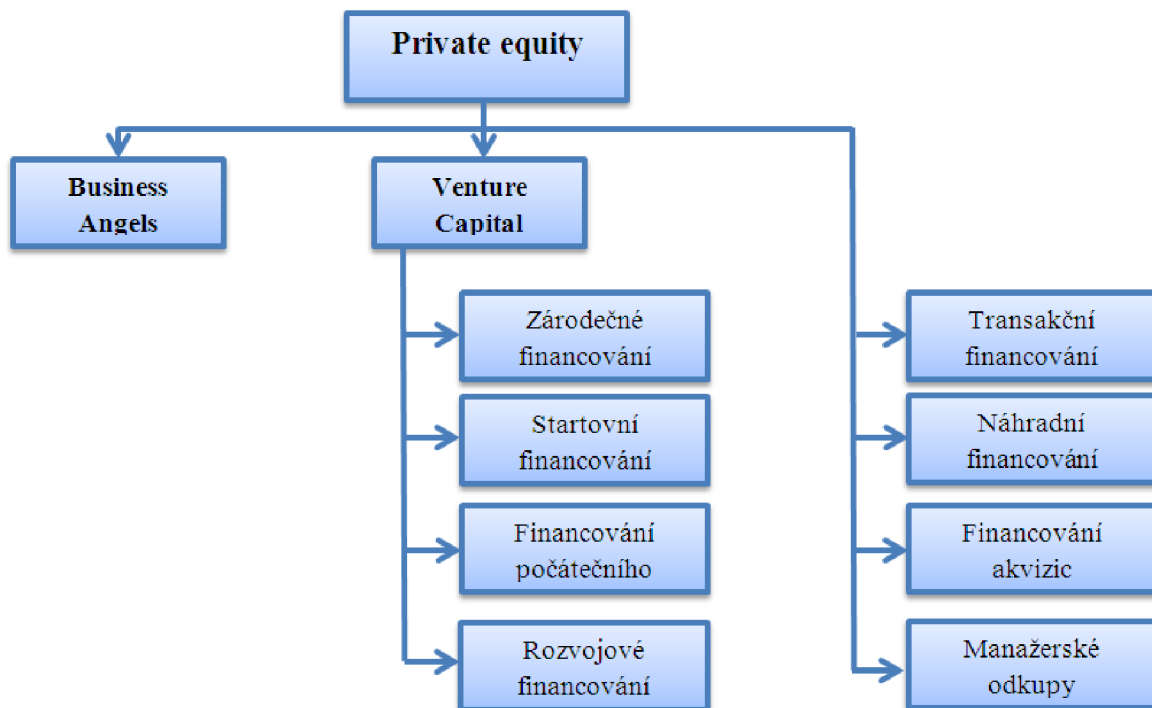 Private equity
Business
Angels
Venture
Capital
Zárodečné
financování
Startovní
financování
Financování
počátečního
Rozvojové
financování
Transakční
financování
Náhradní
financování
Financování
akvizic
Manažerské
odkupy